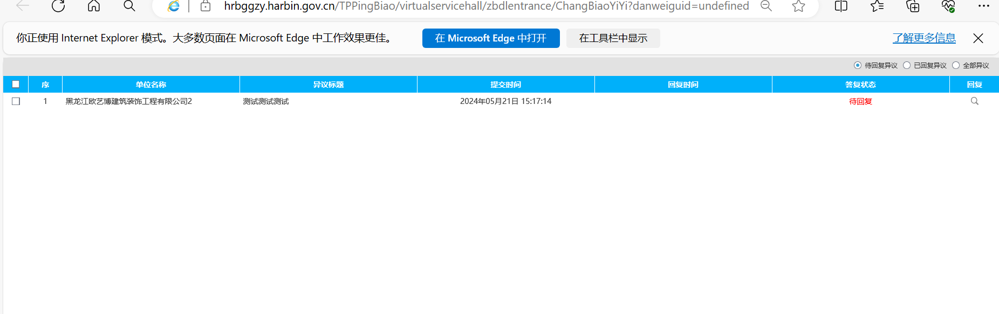 hrbggzy.harbin.gov.cn/TPPingBiao/virtualservicehall/zbdlentrance/ChangBiaoYiYi?danweiguid=undefined
你正使用 Internet Explorer 模式。大多数页面在 Microsoft Edge 中工作效果更佳。 在 Microsoft Edge 中打开 在工具栏中显示 了解更多信息
待回复异议 已回复异议 全部异议
序 单位名称 异议标题 提交时间 回复时间 答复状态 回复
1 黑龙江欧艺博建筑装饰工程有限公司2 测试测试测试 2024年05月21日 15:17:14 待回复